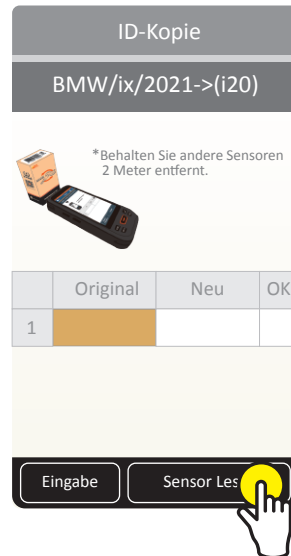 ID-Kopie
BMW/ix/2021->(i20)
*Behalten Sie andere Sensoren
2 Meter entfernt.
Original Neu OK
1
Eingabe Sensor Les